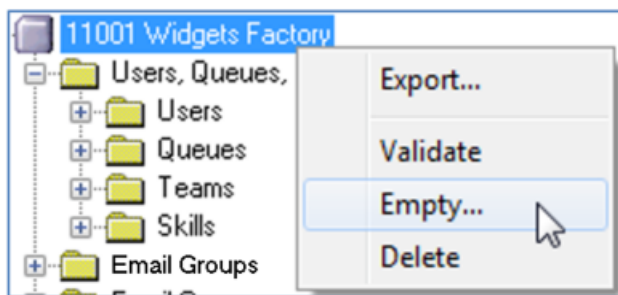 11001 Widgets Factory
Users, Queues,
Users
Queues
Teams
Skills
Email Groups
Export...
Validate
Empty...
Delete